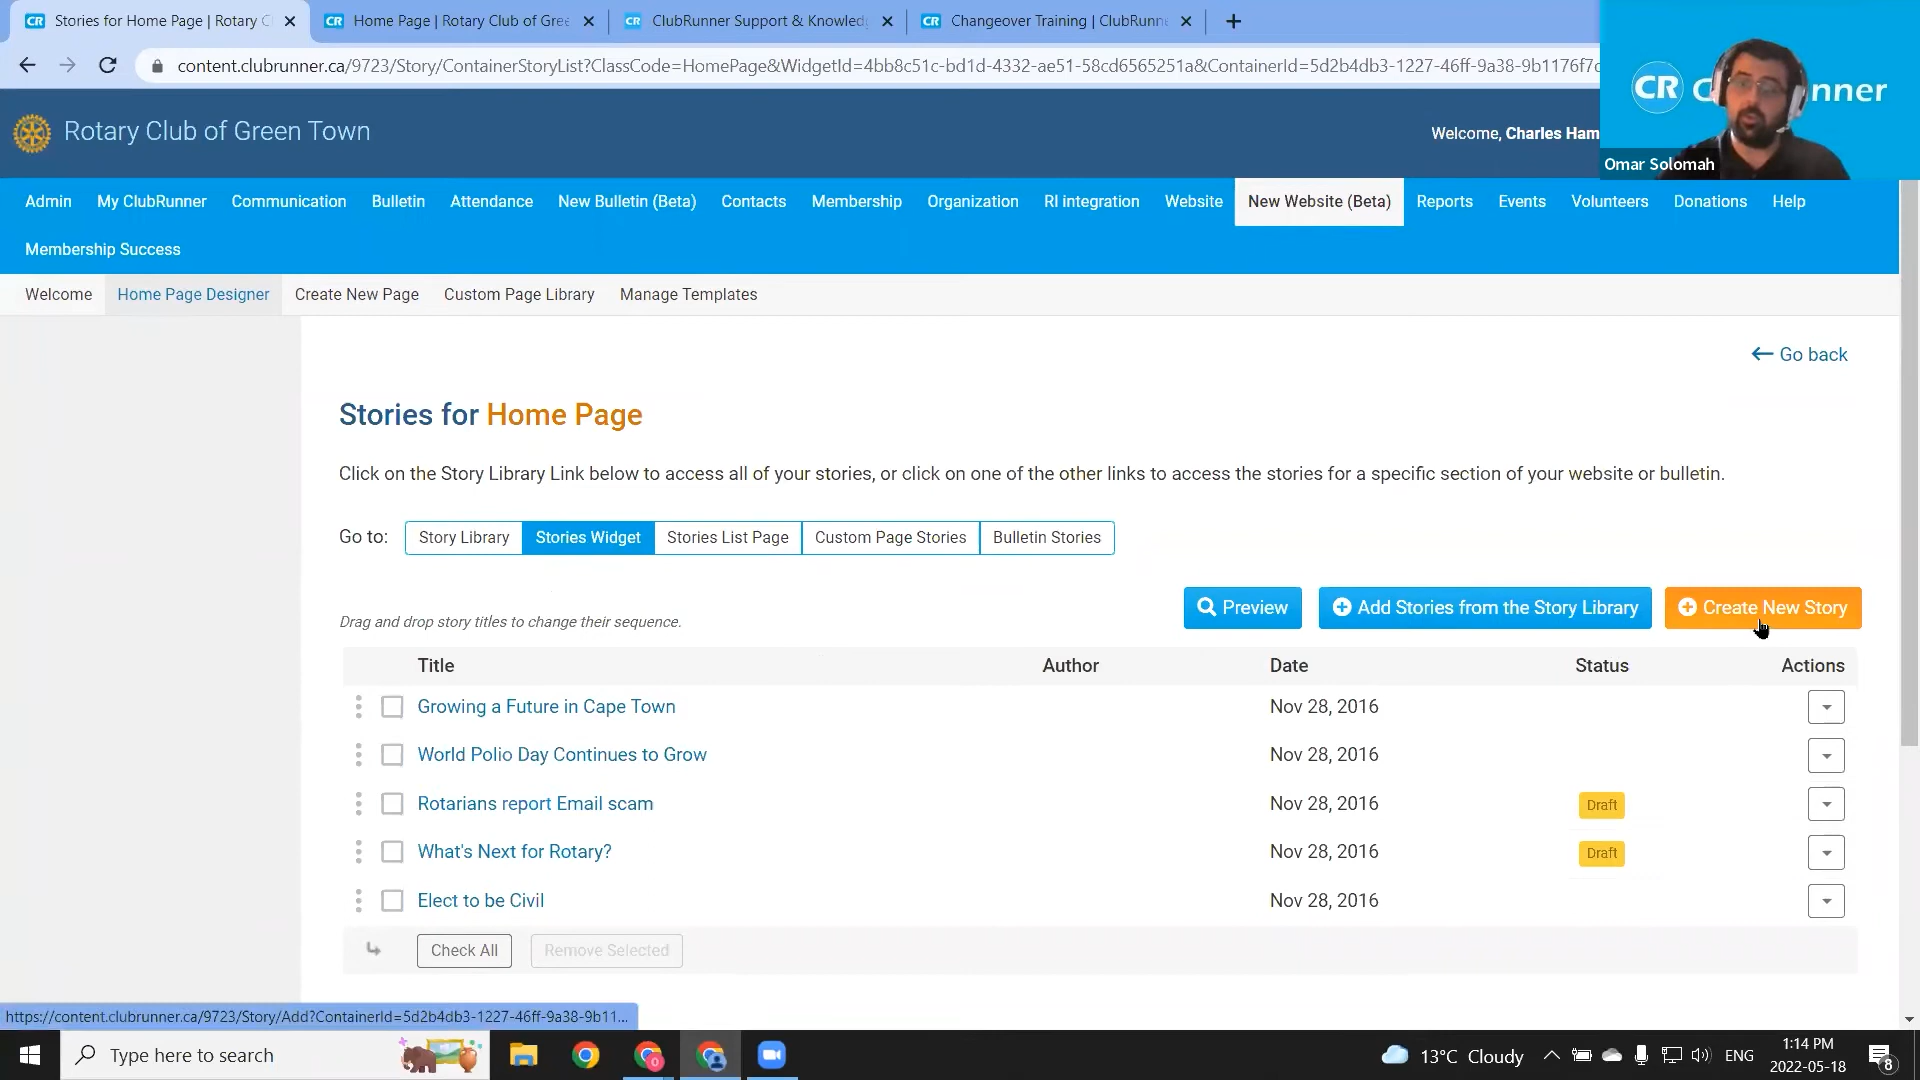 CR Stories for Home Page | Rotary C
CR Home Page | Rotary Club of Gree
CR ClubRunner Support & Knowled
CR Changeover Training | ClubRunn
content.clubrunner.ca/9723/Story/ContainerStoryList?ClassCode=HomePage&WidgetId=4bb8c51c-bd1d-4332-ae51-58cd6565251a&ContainerId=5d2b4db3-1227-46ff-9a38-9b1176f7
CR C nner
Omar Solomah
Rotary Club of Green Town
Welcome, Charles Ham
Admin My ClubRunner Communication Bulletin Attendance New Bulletin (Beta) Contacts Membership Organization RI integration Website New Website (Beta) Reports Events Volunteers Donations Help
Membership Success
Welcome Home Page Designer Create New Page Custom Page Library Manage Templates
Go back
Stories for Home Page
Click on the Story Library Link below to access all of your stories, or click on one of the other links to access the stories for a specific section of your website or bulletin.
Go to: Story Library Stories Widget Stories List Page Custom Page Stories Bulletin Stories
Preview Add Stories from the Story Library Create New Story
Drag and drop story titles to change their sequence.
Title Author Date Status Actions
Growing a Future in Cape Town Nov 28, 2016
World Polio Day Continues to Grow Nov 28, 2016
Rotarians report Email scam Nov 28, 2016 Draft
What's Next for Rotary? Nov 28, 2016 Draft
Elect to be Civil Nov 28, 2016
Check All Remove Selected
https://content.clubrunner.ca/9723/Story/Add?ContainerId=5d2b4db3-1227-46ff-9a38-9b11...
Type here to search
13°C Cloudy
ENG
1:14 PM
2022-05-18
8